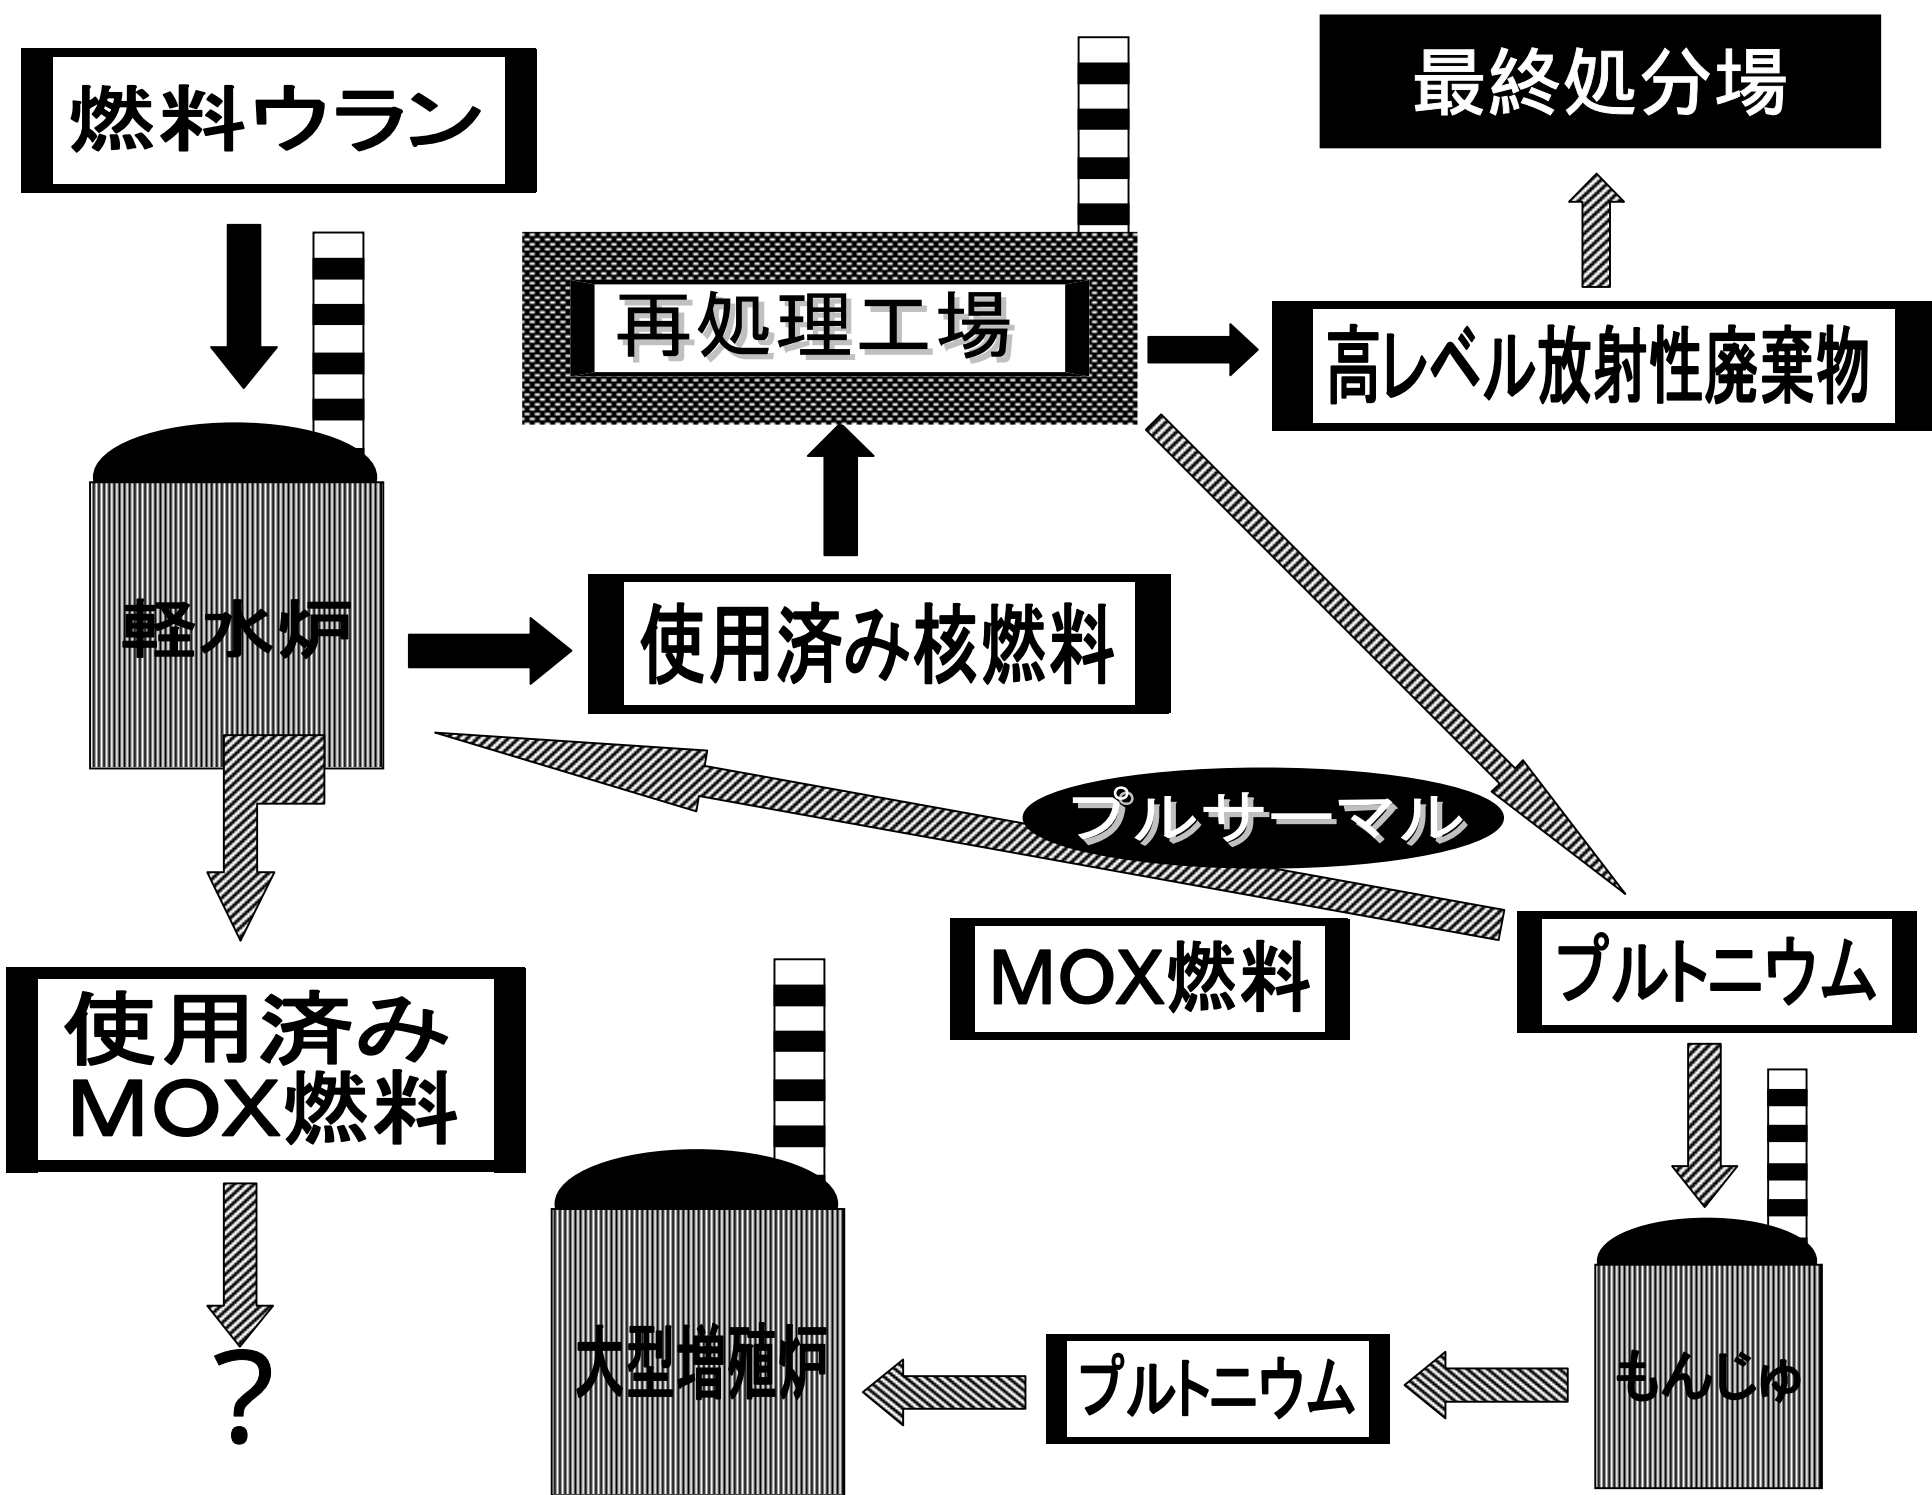 燃料ウラン
最終処分場
再処理工場
高レベル放射性廃棄物
軽水炉
使用済み核燃料
プルサーマル
MOX燃料
プルトニウム
使用済み
MOX燃料
大型増殖炉
プルトニウム
もんじゅ
?